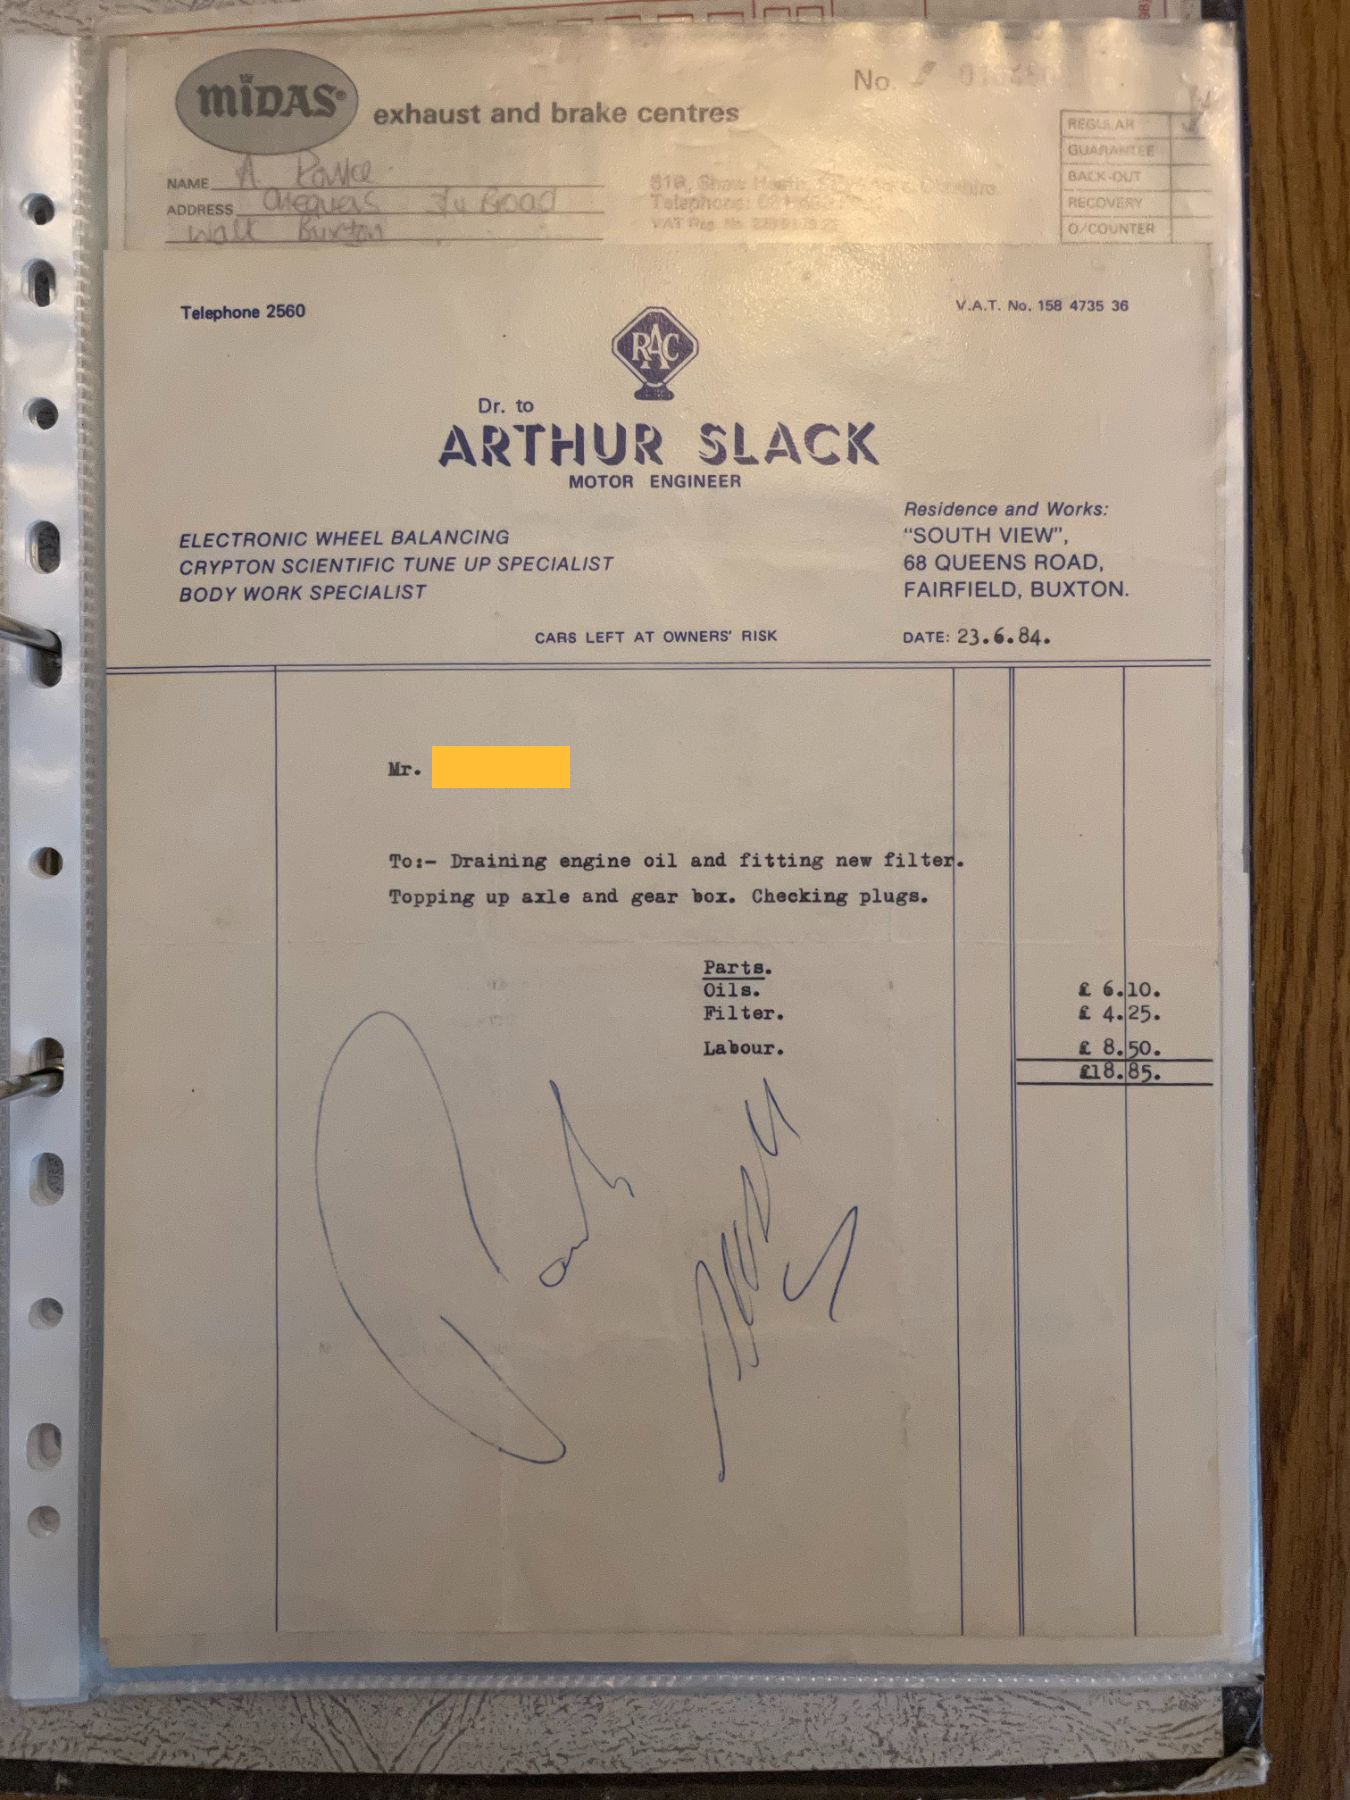 MIDAS
exhaust and brake centres
No.
NAME A.
ADDRESS Road
Walk Buxton
REGULAR
GUARANTEE
BACK-OUT
RECOVERY
O/COUNTER
Telephone 2560
V.A.T. No. 158 4735 36
RAC
Dr. to
ARTHUR SLACK
MOTOR ENGINEER
ELECTRONIC WHEEL BALANCING
CRYPTON SCIENTIFIC TUNE UP SPECIALIST
BODY WORK SPECIALIST
Residence and Works:
"SOUTH VIEW",
68 QUEENS ROAD,
FAIRFIELD, BUXTON.
CARS LEFT AT OWNERS' RISK
DATE: 23.6.84.
Mr.
To:- Draining engine oil and fitting new filter.
Topping up axle and gear box. Checking plugs.
Parts.
Oils. £ 6.10.
Filter. £ 4.25.
Labour. £ 8.50.
£18.85.